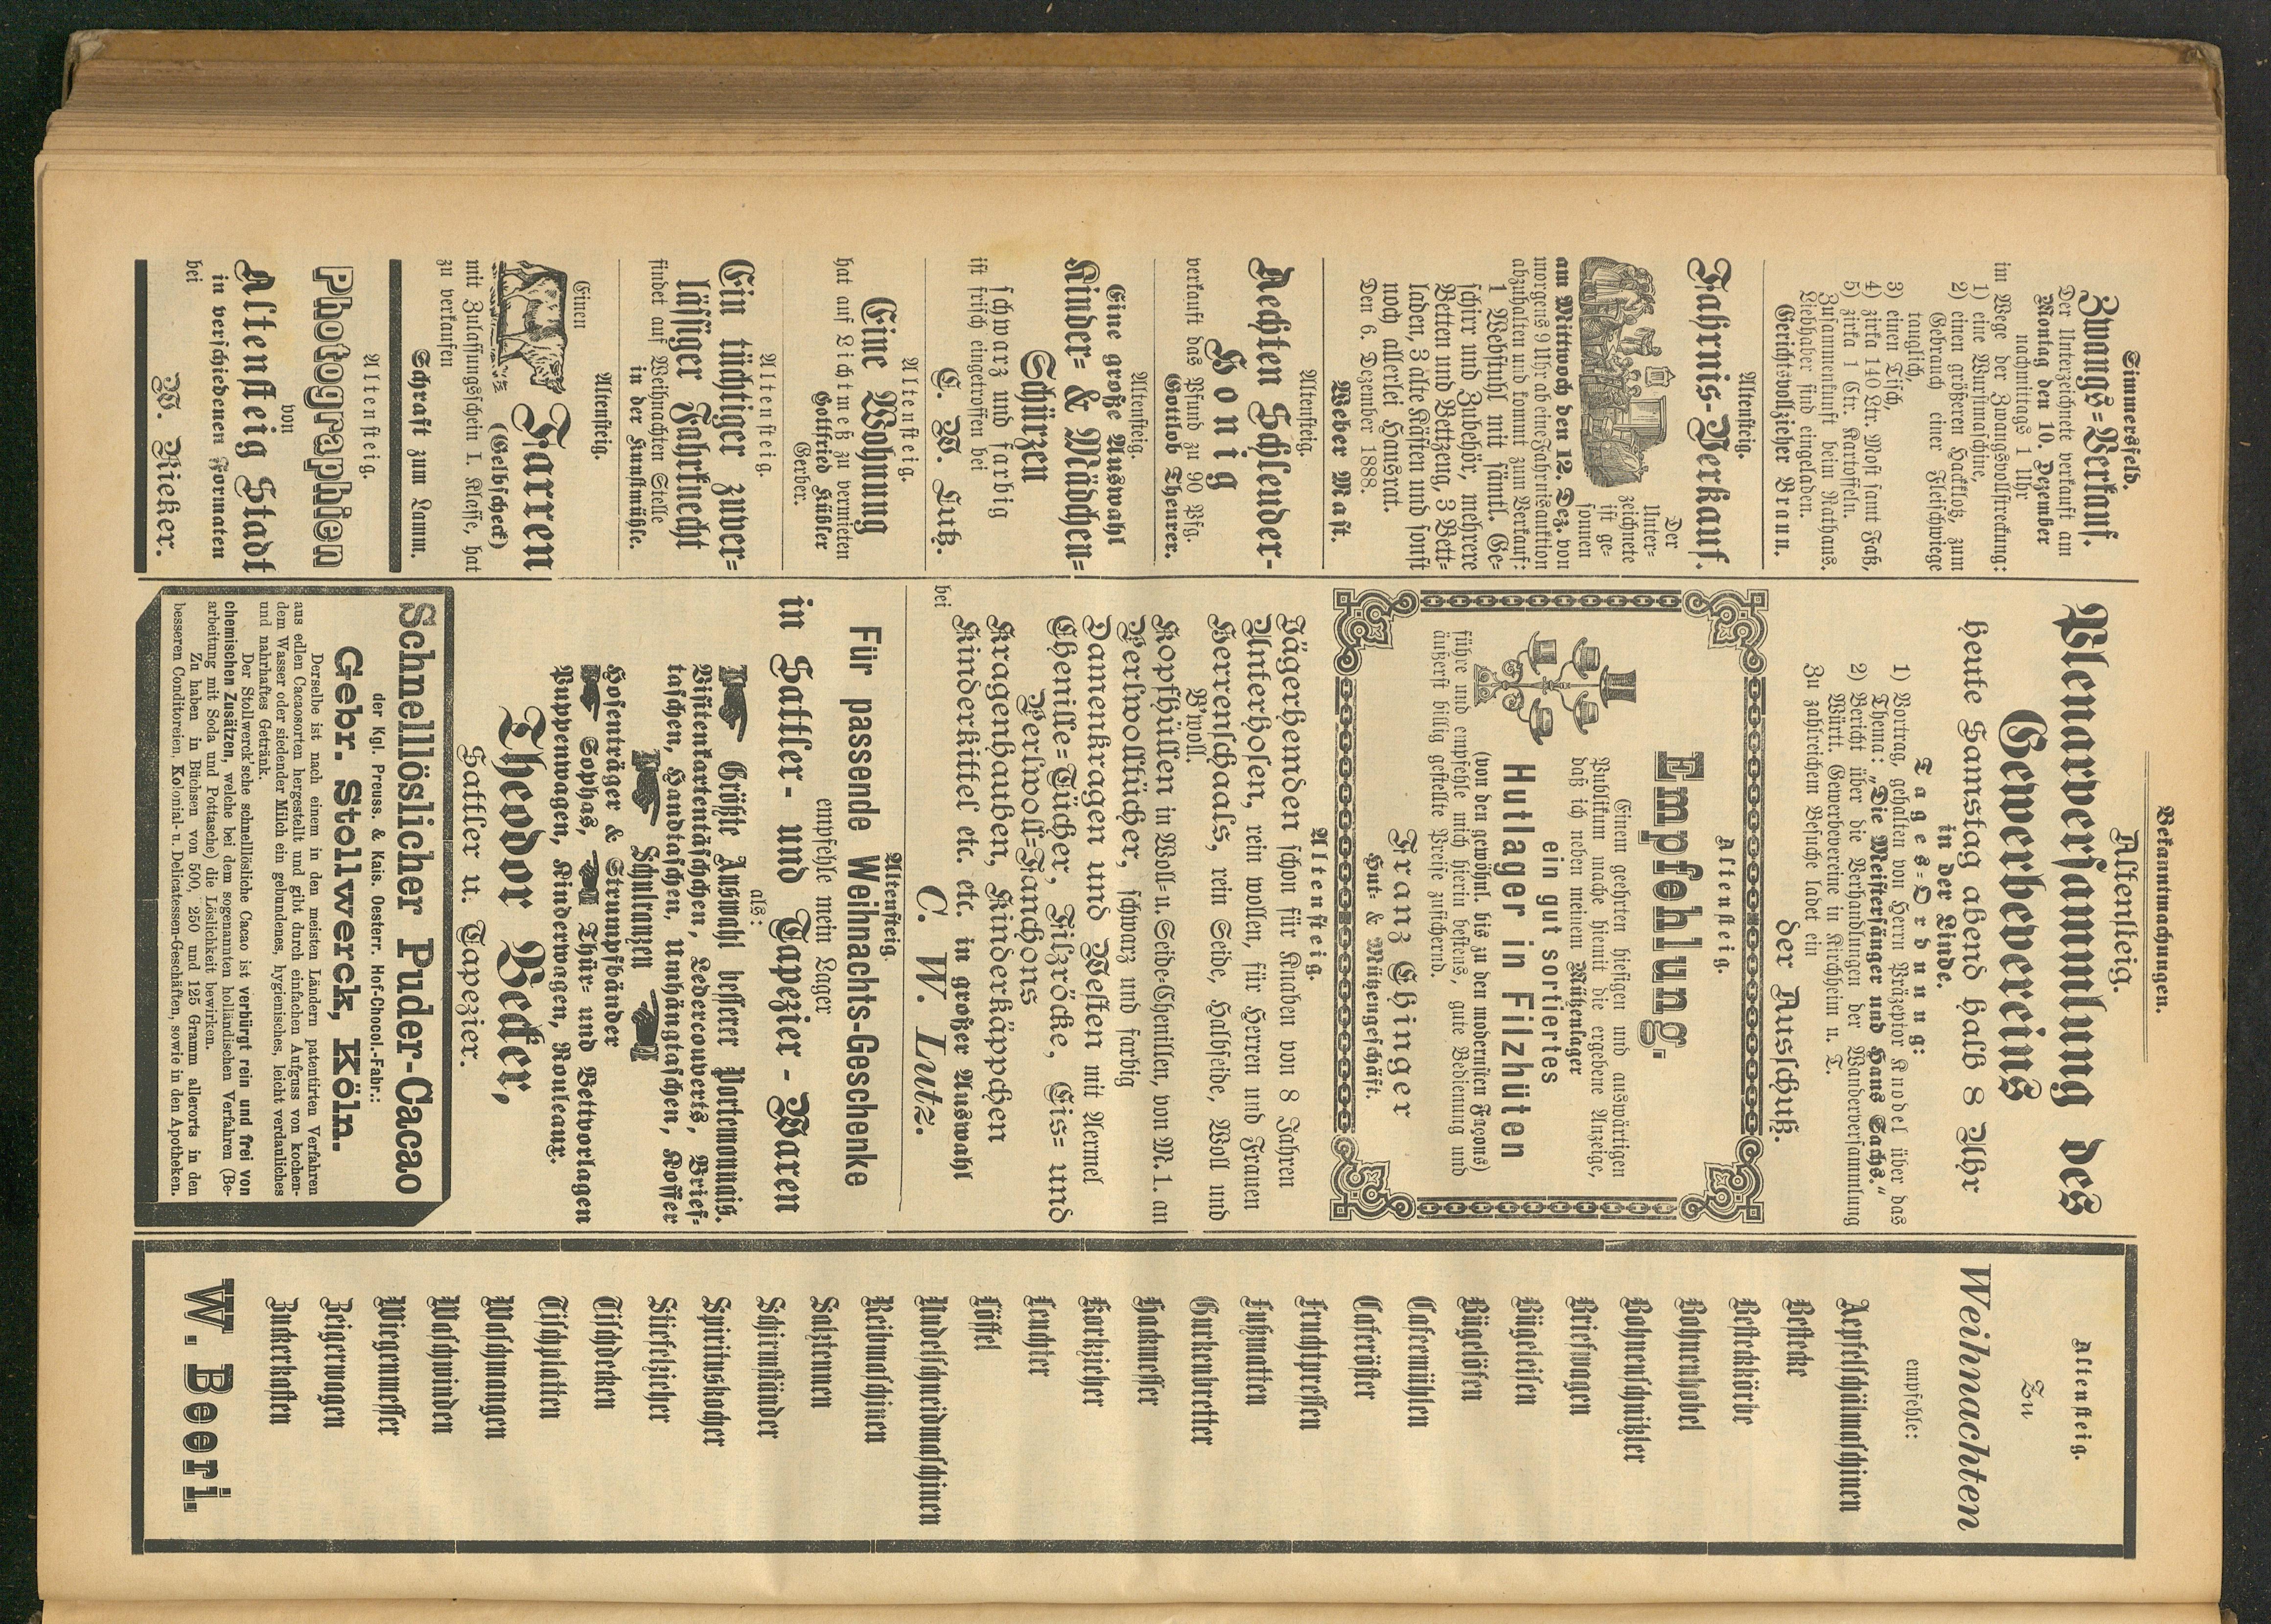 Bekanntmachungen.
Simmersfeld.
Zwangs-Verkauf.
Der Unterzeichnete verkauft am
Montag den 10. Dezember
nachmittags 1 Uhr
im Wege der Zwangsvollstreckung:
1) eine Wurstmaschine,
2) einen größeren Hackklotz, zum
Gebrauch einer Fleischwiege
tauglich,
3) einen Tisch,
4) zirka 140 Ltr. Most samt Faß,
5) zirka 1 Ctr. Kartoffeln.
Zusammenkunft beim Rathaus.
Liebhaber sind eingeladen.
Gerichtsvollzieher Braun.
Altensteig.
Fahrnis-Verkauf.
Der
Unter-
zeichnete
ist ge-
sonnen
am Mittwoch den 12. Dez. von
morgens 9 Uhr ab eine Fahrnisauktion
abzuhalten und kommt zum Verkauf:
1 Webstuhl mit sämtl. Ge-
schirr und Zubehör, mehrere
Betten und Bettzeug, 3 Bett-
laden, 3 alte Kästen und sonst
noch allerlei Hausrat.
Den 6. Dezember 1888.
Weber Mast.
Altensteig.
Aechten Schleuder-
Honig
verkauft das Pfund zu 90 Pfg.
Gottlob Theurer.
Altensteig.
Eine große Auswahl
Kinder- & Mädchen-
Schürzen
schwarz und farbig
ist frisch eingetroffen bei
C. W. Lutz.
Altensteig.
Eine Wohnung
hat auf Lichtmeß zu vermieten
Gottfried Kübler
Gerber.
Altensteig.
Ein tüchtiger zuver-
lässiger Fahrknecht
findet auf Weihnachten Stelle
in der Kunstmühle.
Altensteig.
Einen
Farren
(Gelbscheck)
mit Zulassungsschein I. Klasse, hat
zu verkaufen
Schraft zum Lamm.
Altensteig.
Photographien
von
Altensteig Stadt
in verschiedenen Formaten
bei
W. Rieker.
Altensteig.
Plenarversammlung des
Gewerbevereins
heute Samstag abend halb 8 Uhr
in der Linde.
Tages-Ordnung:
1) Vortrag, gehalten von Herrn Präzeptor Knodel über das
Thema: „Die Meistersänger und Hans Sachs."
2) Bericht über die Verhandlungen der Wanderversammlung
Württ. Gewerbevereine in Kirchheim u. T.
Zu zahlreichem Besuche ladet ein
der Ausschuß.
Altensteig.
Empfehlung.
Einem geehrten hiesigen und auswärtigen
Publikum mache hiemit die ergebene Anzeige,
daß ich neben meinem Mützenlager
ein gut sortiertes
Hutlager in Filzhüten
(von den gewöhnl. bis zu den modernsten Façons)
führe und empfehle mich hierin bestens, gute Bedienung und
äußerst billig gestellte Preise zusichernd.
Franz Ehinger
Hut- & Mützengeschäft.
Altensteig.
Jägerhemden schon für Knaben von 8 Jahren
Unterhosen, rein wollen, für Herren und Frauen
Herrenschaals, rein Seide, Halbseide, Woll und
B'woll.
Kopfhüllen in Woll- u. Seide-Chenillen, von M. 1. an
Perlwolltücher, schwarz und farbig
Damenkragen und Westen mit Aermel
Chenille-Tücher, Filzröcke, Eis- und
Perlwoll-Fanchons
Kragenhauben, Kinderkäppchen
Kinderkittel etc. etc. in großer Auswahl
bei
C. W. Lutz.
Altensteig.
Für passende Weihnachts-Geschenke
empfehle mein Lager
in Sattler- und Tapezier-Waren
als:
Größte Auswahl besserer Portemonnais.
Visitenkartentäschchen, Ledercouverts, Brief-
taschen, Handtaschen, Umhängtaschen, Koffer
Schulranzen
Hosenträger & Strumpfbänder
Sophas, Thür- und Bettvorlagen
Puppenwagen, Kinderwagen, Rouleaux.
Theodor Beker,
Sattler u. Tapezier.
Schnelllöslicher Puder-Cacao
der Kgl. Preuss. & Kais. Oesterr. Hof-Chocol.-Fabr.:
Gebr. Stollwerck, Köln.
Derselbe ist nach einem in den meisten Ländern patentirten Verfahren
aus edlen Cacaosorten hergestellt und gibt durch einfachen Aufguss von kochen-
dem Wasser oder siedender Milch ein gebundenes, hygienisches, leicht verdauliches
und nahrhaftes Getränk.
Der Stollwerck'sche schnelllösliche Cacao ist verbürgt rein und frei von
chemischen Zusätzen, welche bei dem sogenannten holländischen Verfahren (Be-
arbeitung mit Soda und Pottasche) die Löslichkeit bewirken.
Zu haben in Büchsen von 500, 250 und 125 Gramm allerorts in den
besseren Conditoreien, Kolonial- u. Delicatessen-Geschäften, sowie in den Apotheken.
Altensteig.
Zu
Weihnachten
empfehle:
Aepfelschälmaschinen
Bestecke
Besteckkörbe
Bohnenhobel
Bohnenschnitzler
Briefwagen
Bügeleisen
Bügelöfen
Cafemühlen
Caferöster
Fruchtpressen
Fußmatten
Gurkenbretter
Hackmesser
Korkzieher
Leuchter
Löffel
Nudelschneidmaschinen
Reibmaschinen
Salztennen
Schirmständer
Spirituskocher
Stiefelzieher
Tischdecken
Tischplatten
Waschmangen
Waschwinden
Wiegenmesser
Zeigerwagen
Zuckerkasten
W. Beeri.